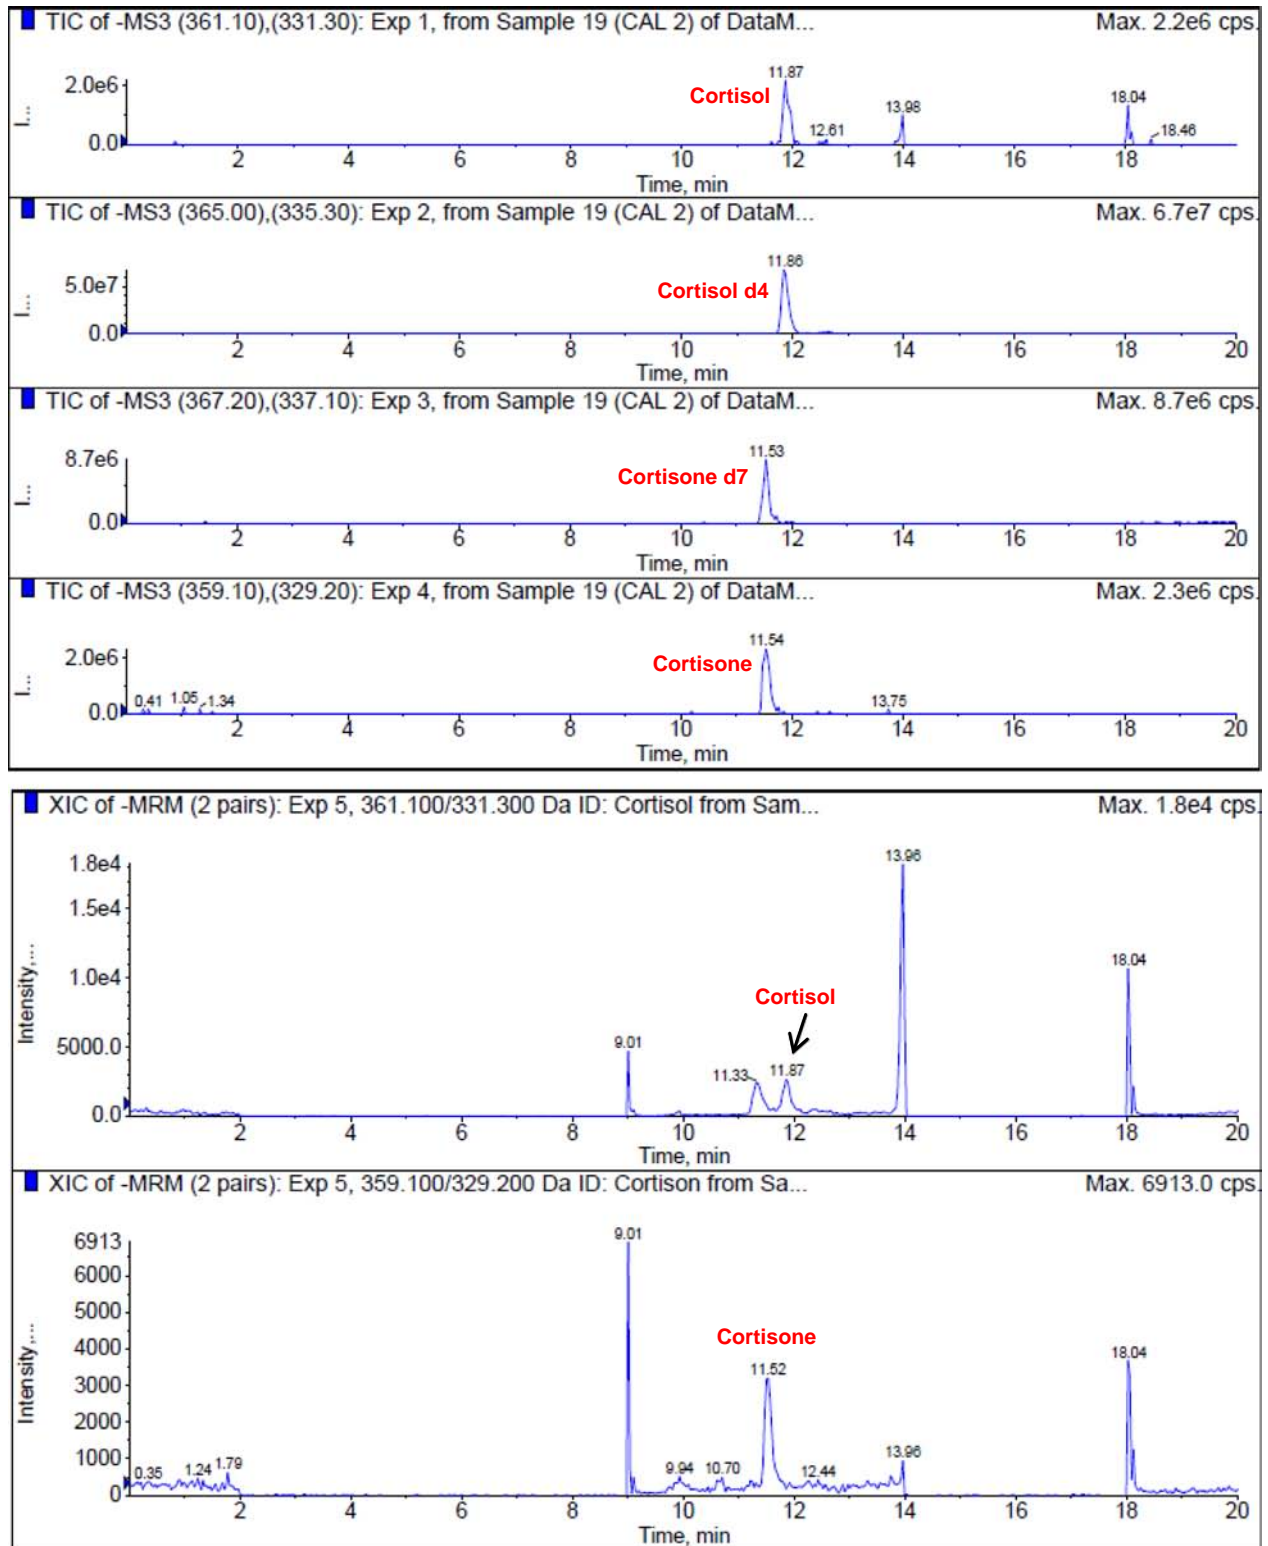 TIC of -MS3 (361.10),(331.30): Exp 1, from Sample 19 (CAL 2) of DataM... Max. 2.2e6 cps.
11.87
2.0e6
Cortisol
13.98
18.04
12.61
18.46
I...
0.0
2 4 6 8 10 12 14 16 18
Time, min
TIC of -MS3 (365.00),(335.30): Exp 2, from Sample 19 (CAL 2) of DataM... Max. 6.7e7 cps.
11.86
5.0e7
Cortisol d4
I...
0.0
2 4 6 8 10 12 14 16 18 20
Time, min
TIC of -MS3 (367.20),(337.10): Exp 3, from Sample 19 (CAL 2) of DataM... Max. 8.7e6 cps.
11.53
8.7e6
Cortisone d7
I...
0.0
2 4 6 8 10 12 14 16 18 20
Time, min
TIC of -MS3 (359.10),(329.20): Exp 4, from Sample 19 (CAL 2) of DataM... Max. 2.3e6 cps.
11.54
2.0e6
Cortisone
I...
0.41 1.05 1.34 13.75
0.0
2 4 6 8 10 12 14 16 18 20
Time, min
XIC of -MRM (2 pairs): Exp 5, 361.100/331.300 Da ID: Cortisol from Sam... Max. 1.8e4 cps.
13.96
1.8e4
1.5e4
18.04
1.0e4
Cortisol
Intensity,...
9.01
5000.0
11.33 11.87
0.0
2 4 6 8 10 12 14 16 18 20
Time, min
XIC of -MRM (2 pairs): Exp 5, 359.100/329.200 Da ID: Cortison from Sa... Max. 6913.0 cps.
9.01
6913
6000
5000
Cortisone
4000
11.52
18.04
3000
Intensity,...
2000
1000
0.35 1.24 1.79 9.94 10.70 12.44 13.96
0
2 4 6 8 10 12 14 16 18 20
Time, min